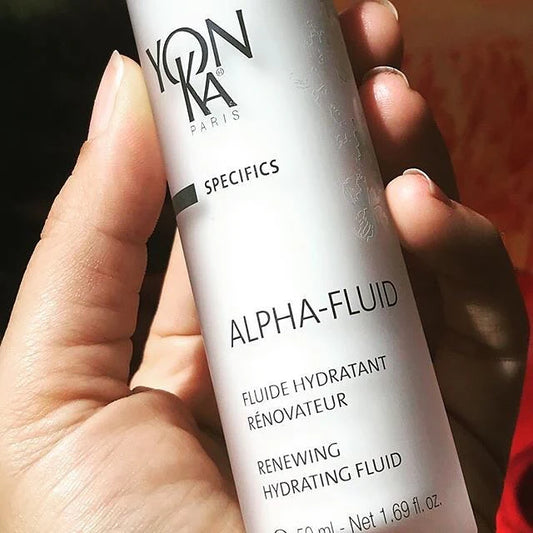 YON
KA®
PARIS
SPECIFICS
ALPHA-FLUID
FLUIDE HYDRATANT
RÉNOVATEUR
RENEWING
HYDRATING FLUID
50 ml - Net 1.69 fl. oz.